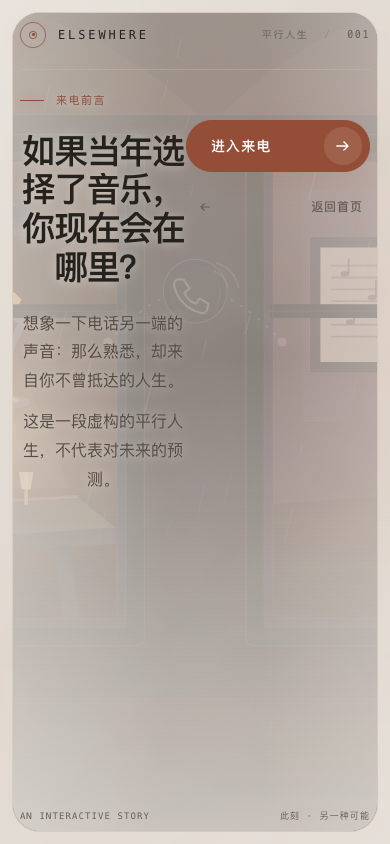 ELSEWHERE
平行人生 / 001
来电前言
如果当年选
择了音乐,
你现在会在
哪里?
进入来电 →
← 返回首页
想象一下电话另一端的
声音: 那么熟悉, 却来
自你不曾抵达的人生。
这是一段虚构的平行人
生, 不代表对未来的预
测。
AN INTERACTIVE STORY
此刻 · 另一种可能